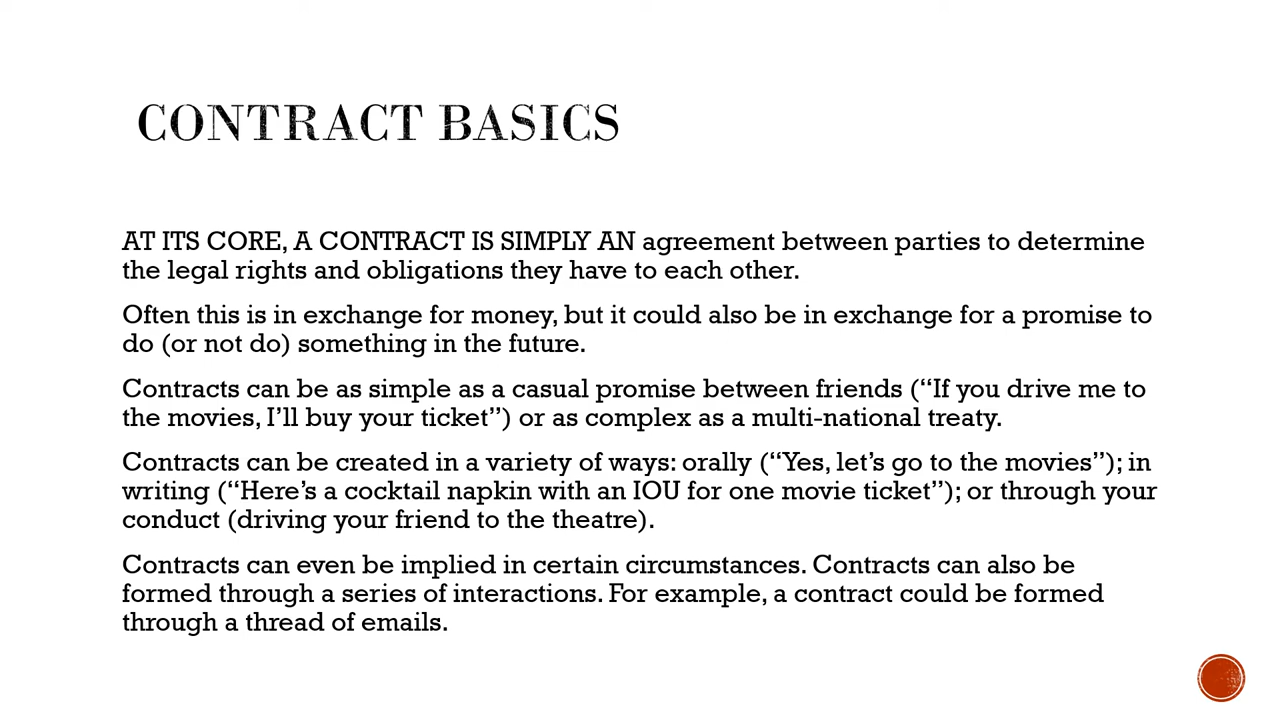 CONTRACT BASICS
AT ITS CORE, A CONTRACT IS SIMPLY AN agreement between parties to determine
the legal rights and obligations they have to each other.
Often this is in exchange for money, but it could also be in exchange for a promise to
do (or not do) something in the future.
Contracts can be as simple as a casual promise between friends (“If you drive me to
the movies, I’ll buy your ticket”) or as complex as a multi-national treaty.
Contracts can be created in a variety of ways: orally (“Yes, let’s go to the movies”); in
writing (“Here’s a cocktail napkin with an IOU for one movie ticket”); or through your
conduct (driving your friend to the theatre).
Contracts can even be implied in certain circumstances. Contracts can also be
formed through a series of interactions. For example, a contract could be formed
through a thread of emails.